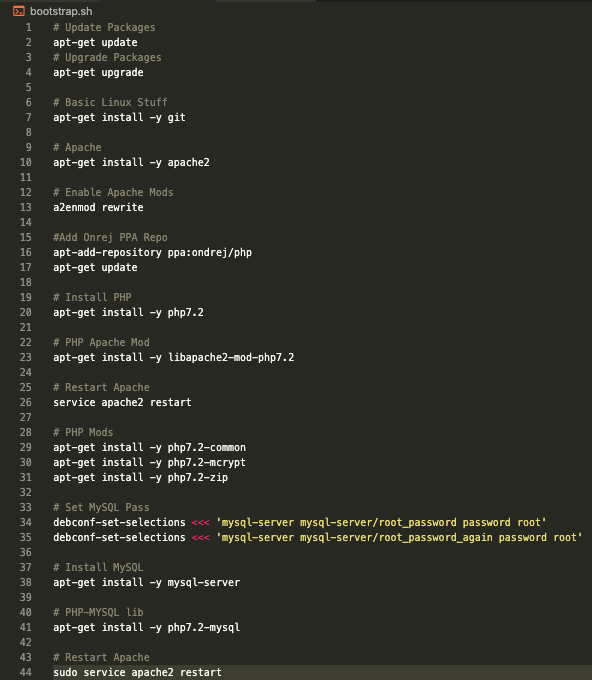 bootstrap.sh
1 # Update Packages
2 apt-get update
3 # Upgrade Packages
4 apt-get upgrade
5
6 # Basic Linux Stuff
7 apt-get install -y git
8
9 # Apache
10 apt-get install -y apache2
11
12 # Enable Apache Mods
13 a2enmod rewrite
14
15 #Add Onrej PPA Repo
16 apt-add-repository ppa:ondrej/php
17 apt-get update
18
19 # Install PHP
20 apt-get install -y php7.2
21
22 # PHP Apache Mod
23 apt-get install -y libapache2-mod-php7.2
24
25 # Restart Apache
26 service apache2 restart
27
28 # PHP Mods
29 apt-get install -y php7.2-common
30 apt-get install -y php7.2-mcrypt
31 apt-get install -y php7.2-zip
32
33 # Set MySQL Pass
34 debconf-set-selections <<< 'mysql-server mysql-server/root_password password root'
35 debconf-set-selections <<< 'mysql-server mysql-server/root_password_again password root'
36
37 # Install MySQL
38 apt-get install -y mysql-server
39
40 # PHP-MYSQL lib
41 apt-get install -y php7.2-mysql
42
43 # Restart Apache
44 sudo service apache2 restart